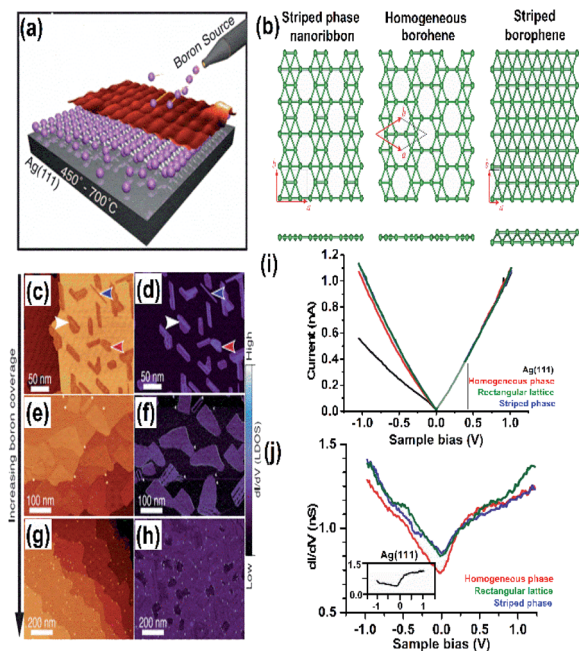 (a)
Boron Source
Ag(111)
450° - 700°C
(b)
Striped phase
nanoribbon
Homogeneous
borohene
Striped
borophene
b
a
b
a
b
a
Increasing boron coverage
(c)
50 nm
(d)
50 nm
(e)
100 nm
(f)
100 nm
(g)
200 nm
(h)
200 nm
High
dI/dV (LDOS)
Low
(i)
Current (nA)
1.2
1.0
0.8
0.6
0.4
0.2
0.0
-1.0 -0.5 0.0 0.5 1.0
Sample bias (V)
Ag(111)
Homogeneous phase
Rectangular lattice
Striped phase
(j)
dI/dV (nS)
1.5
1.0
0.5
-1.0 -0.5 0.0 0.5 1.0
Sample bias (V)
Ag(111)
1.5
0.0
-1 0 1
Homogeneous phase
Rectangular lattice
Striped phase